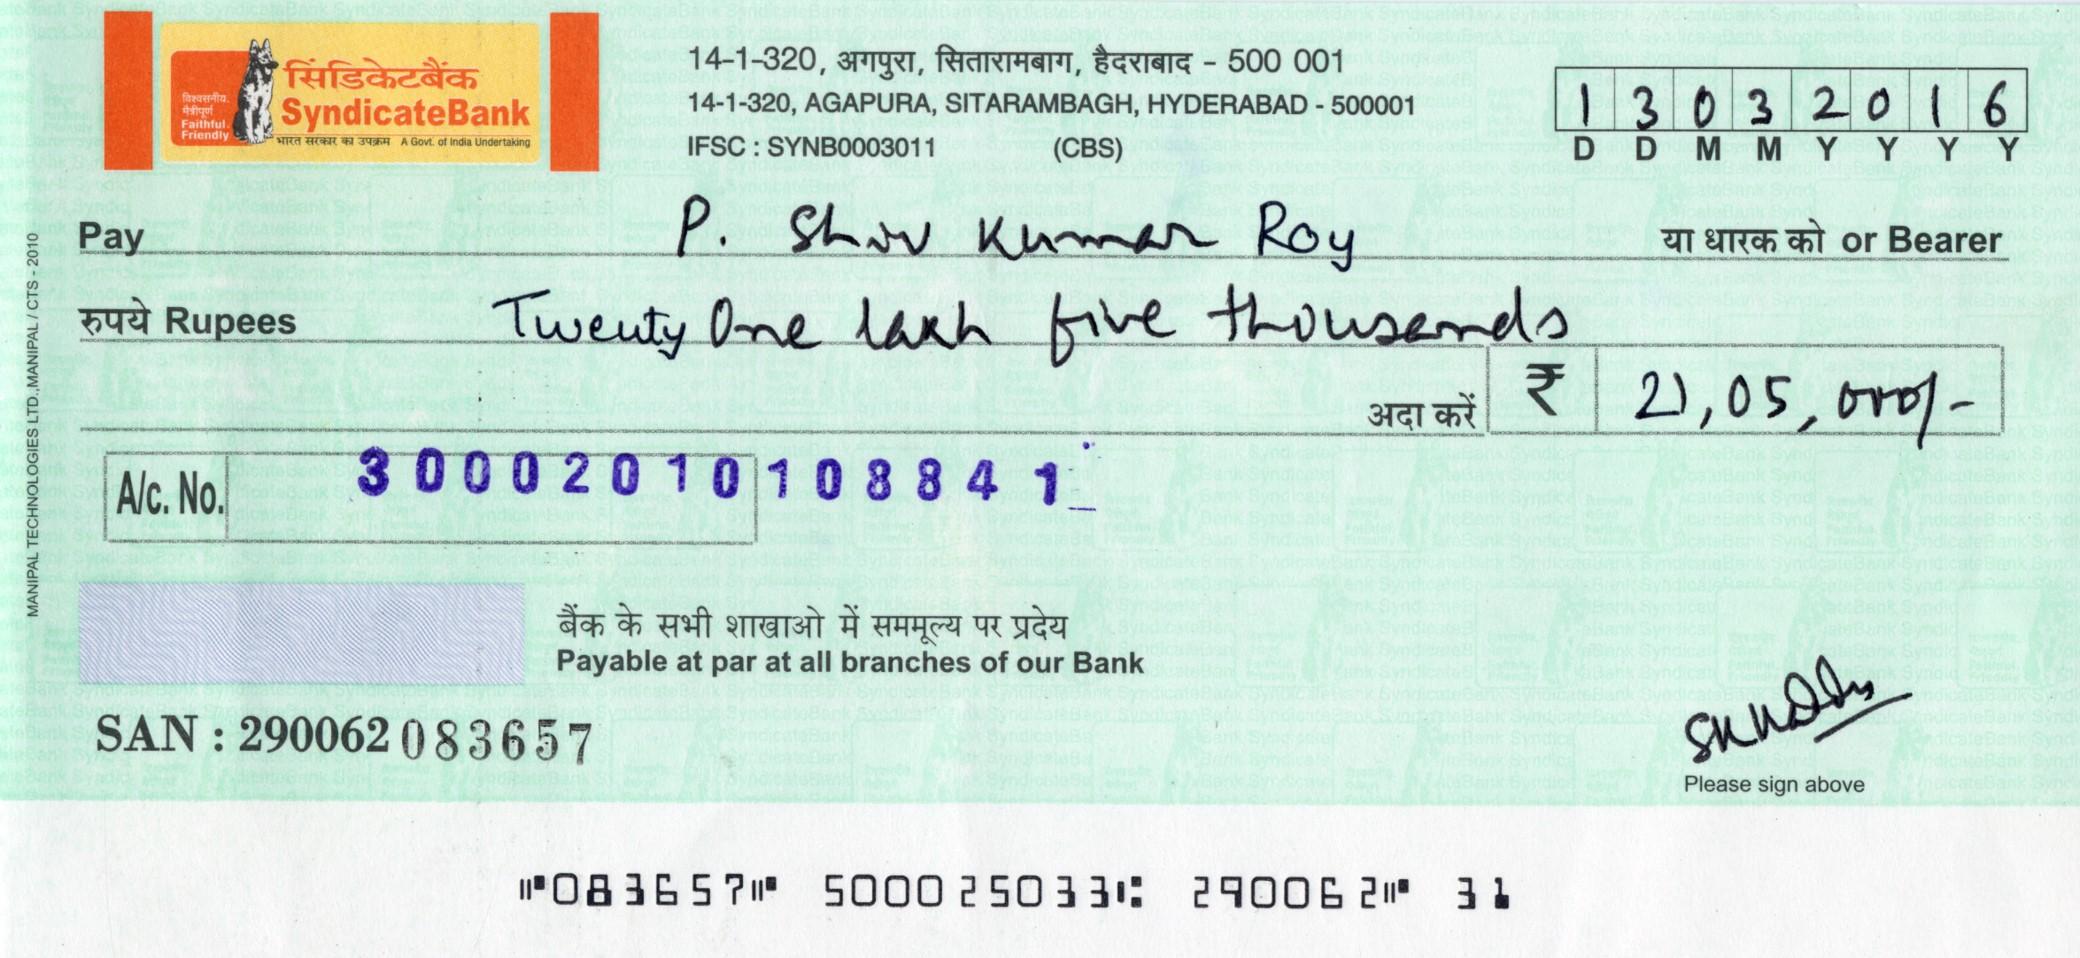 सिंडिकेटबैंक
SyndicateBank
विश्वसनीय. मैत्रीपूर्ण
Faithful. Friendly
भारत सरकार का उपक्रम A Govt. of India Undertaking
14-1-320, अगपुरा, सितारामबाग, हैदराबाद - 500 001
14-1-320, AGAPURA, SITARAMBAGH, HYDERABAD - 500001
IFSC : SYNB0003011 (CBS)
1 3 0 3 2 0 1 6
D D M M Y Y Y Y
Pay P. Shiv Kumar Roy या धारक को or Bearer
रुपये Rupees Twenty One lakh five thousands
अदा करें ₹ 21,05,000/-
A/c. No. 30002010108841
MANIPAL TECHNOLOGIES LTD.,MANIPAL / CTS - 2010
बैंक के सभी शाखाओ में सममूल्य पर प्रदेय
Payable at par at all branches of our Bank
SAN : 290062 083657
Please sign above
⑈083657⑈ 500025033⑆ 290062⑈ 31